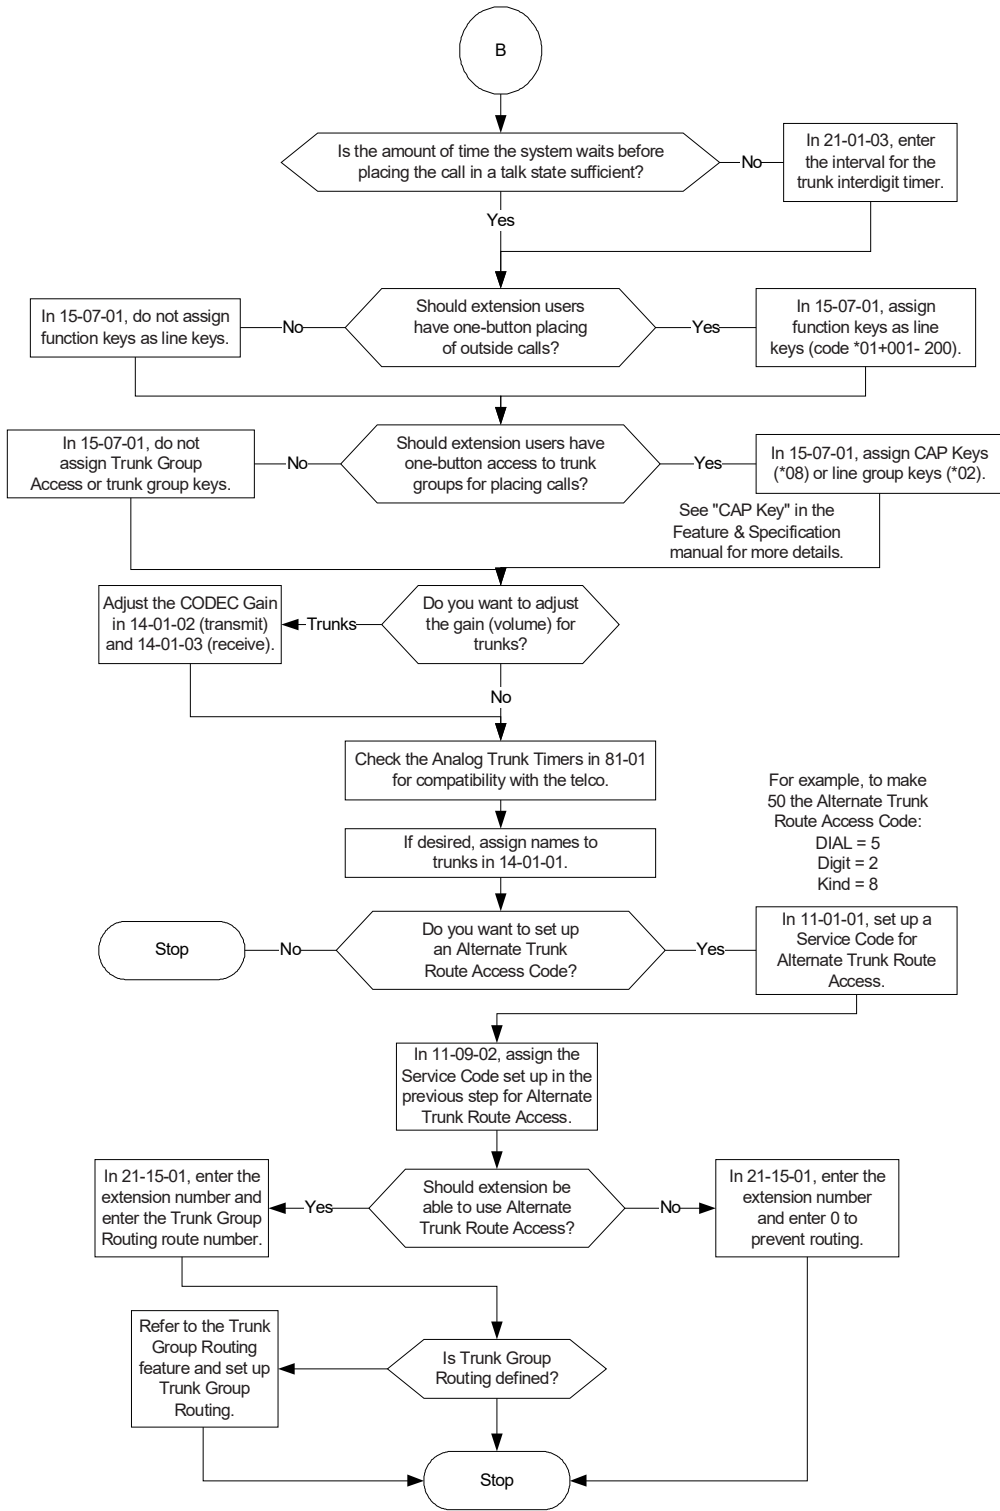 B
Is the amount of time the system waits before
placing the call in a talk state sufficient?
No
In 21-01-03, enter
the interval for the
trunk interdigit timer.
Yes
In 15-07-01, do not assign
function keys as line keys.
No
Should extension users
have one-button placing
of outside calls?
Yes
In 15-07-01, assign
function keys as line
keys (code *01+001- 200).
In 15-07-01, do not
assign Trunk Group
Access or trunk group keys.
No
Should extension users have
one-button access to trunk
groups for placing calls?
Yes
In 15-07-01, assign CAP Keys
(*08) or line group keys (*02).
See "CAP Key" in the
Feature & Specification
manual for more details.
Adjust the CODEC Gain
in 14-01-02 (transmit)
and 14-01-03 (receive).
Trunks
Do you want to adjust
the gain (volume) for
trunks?
No
Check the Analog Trunk Timers in 81-01
for compatibility with the telco.
If desired, assign names to
trunks in 14-01-01.
For example, to make
50 the Alternate Trunk
Route Access Code:
DIAL = 5
Digit = 2
Kind = 8
Stop
No
Do you want to set up
an Alternate Trunk
Route Access Code?
Yes
In 11-01-01, set up a
Service Code for
Alternate Trunk Route
Access.
In 11-09-02, assign the
Service Code set up in the
previous step for Alternate
Trunk Route Access.
In 21-15-01, enter the
extension number and
enter the Trunk Group
Routing route number.
Yes
Should extension be
able to use Alternate
Trunk Route Access?
No
In 21-15-01, enter the
extension number
and enter 0 to
prevent routing.
Refer to the Trunk
Group Routing
feature and set up
Trunk Group
Routing.
Is Trunk Group
Routing defined?
Stop